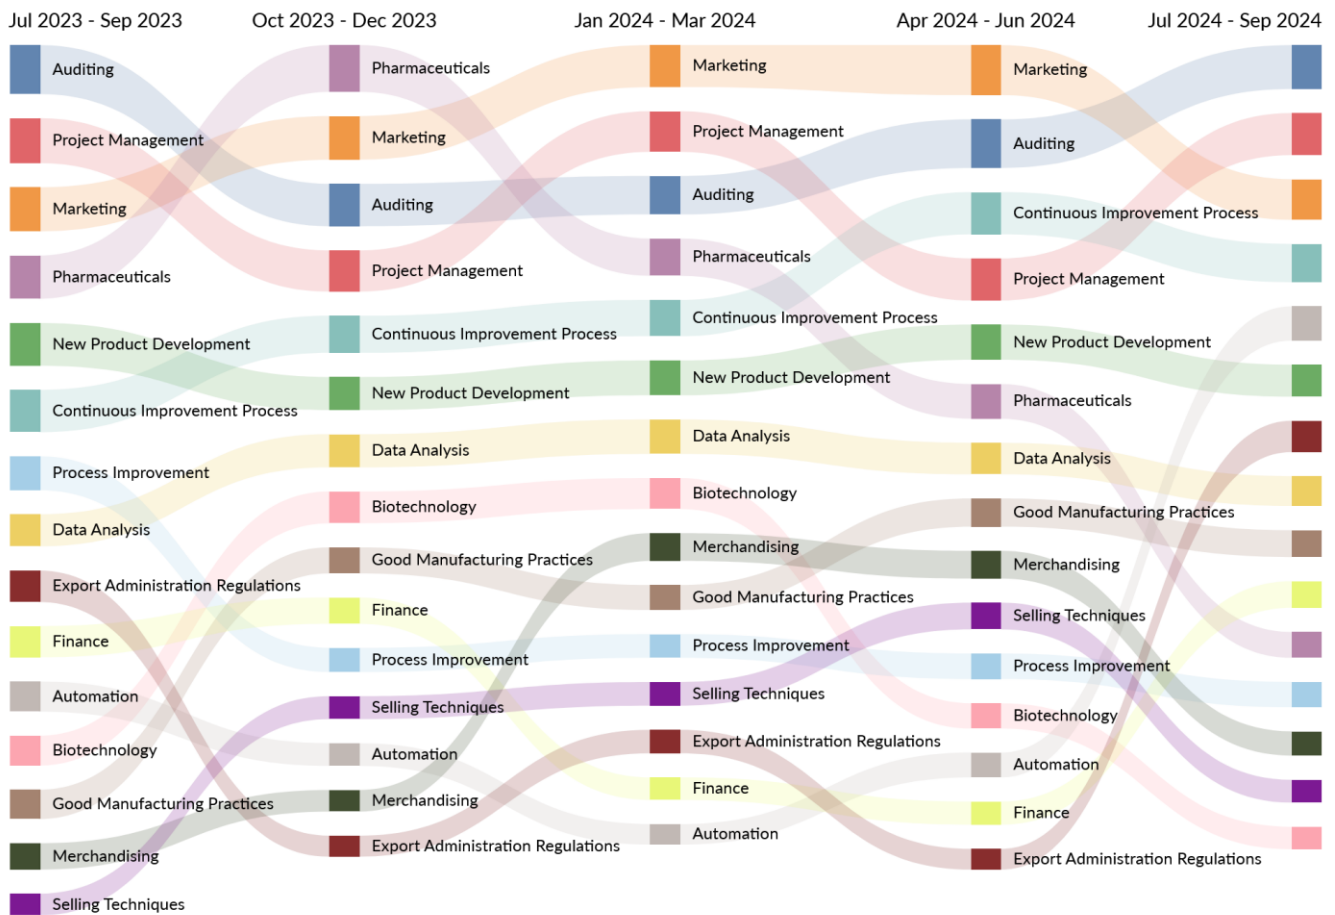 Jul 2023 - Sep 2023
Oct 2023 - Dec 2023
Jan 2024 - Mar 2024
Apr 2024 - Jun 2024
Jul 2024 - Sep 2024
Auditing
Project Management
Marketing
Pharmaceuticals
New Product Development
Continuous Improvement Process
Process Improvement
Data Analysis
Export Administration Regulations
Finance
Automation
Biotechnology
Good Manufacturing Practices
Merchandising
Selling Techniques
Pharmaceuticals
Marketing
Auditing
Project Management
Continuous Improvement Process
New Product Development
Data Analysis
Biotechnology
Good Manufacturing Practices
Finance
Process Improvement
Selling Techniques
Automation
Merchandising
Export Administration Regulations
Marketing
Project Management
Auditing
Pharmaceuticals
Continuous Improvement Process
New Product Development
Data Analysis
Biotechnology
Merchandising
Good Manufacturing Practices
Process Improvement
Selling Techniques
Export Administration Regulations
Finance
Automation
Marketing
Auditing
Continuous Improvement Process
Project Management
New Product Development
Pharmaceuticals
Data Analysis
Good Manufacturing Practices
Merchandising
Selling Techniques
Process Improvement
Biotechnology
Automation
Finance
Export Administration Regulations